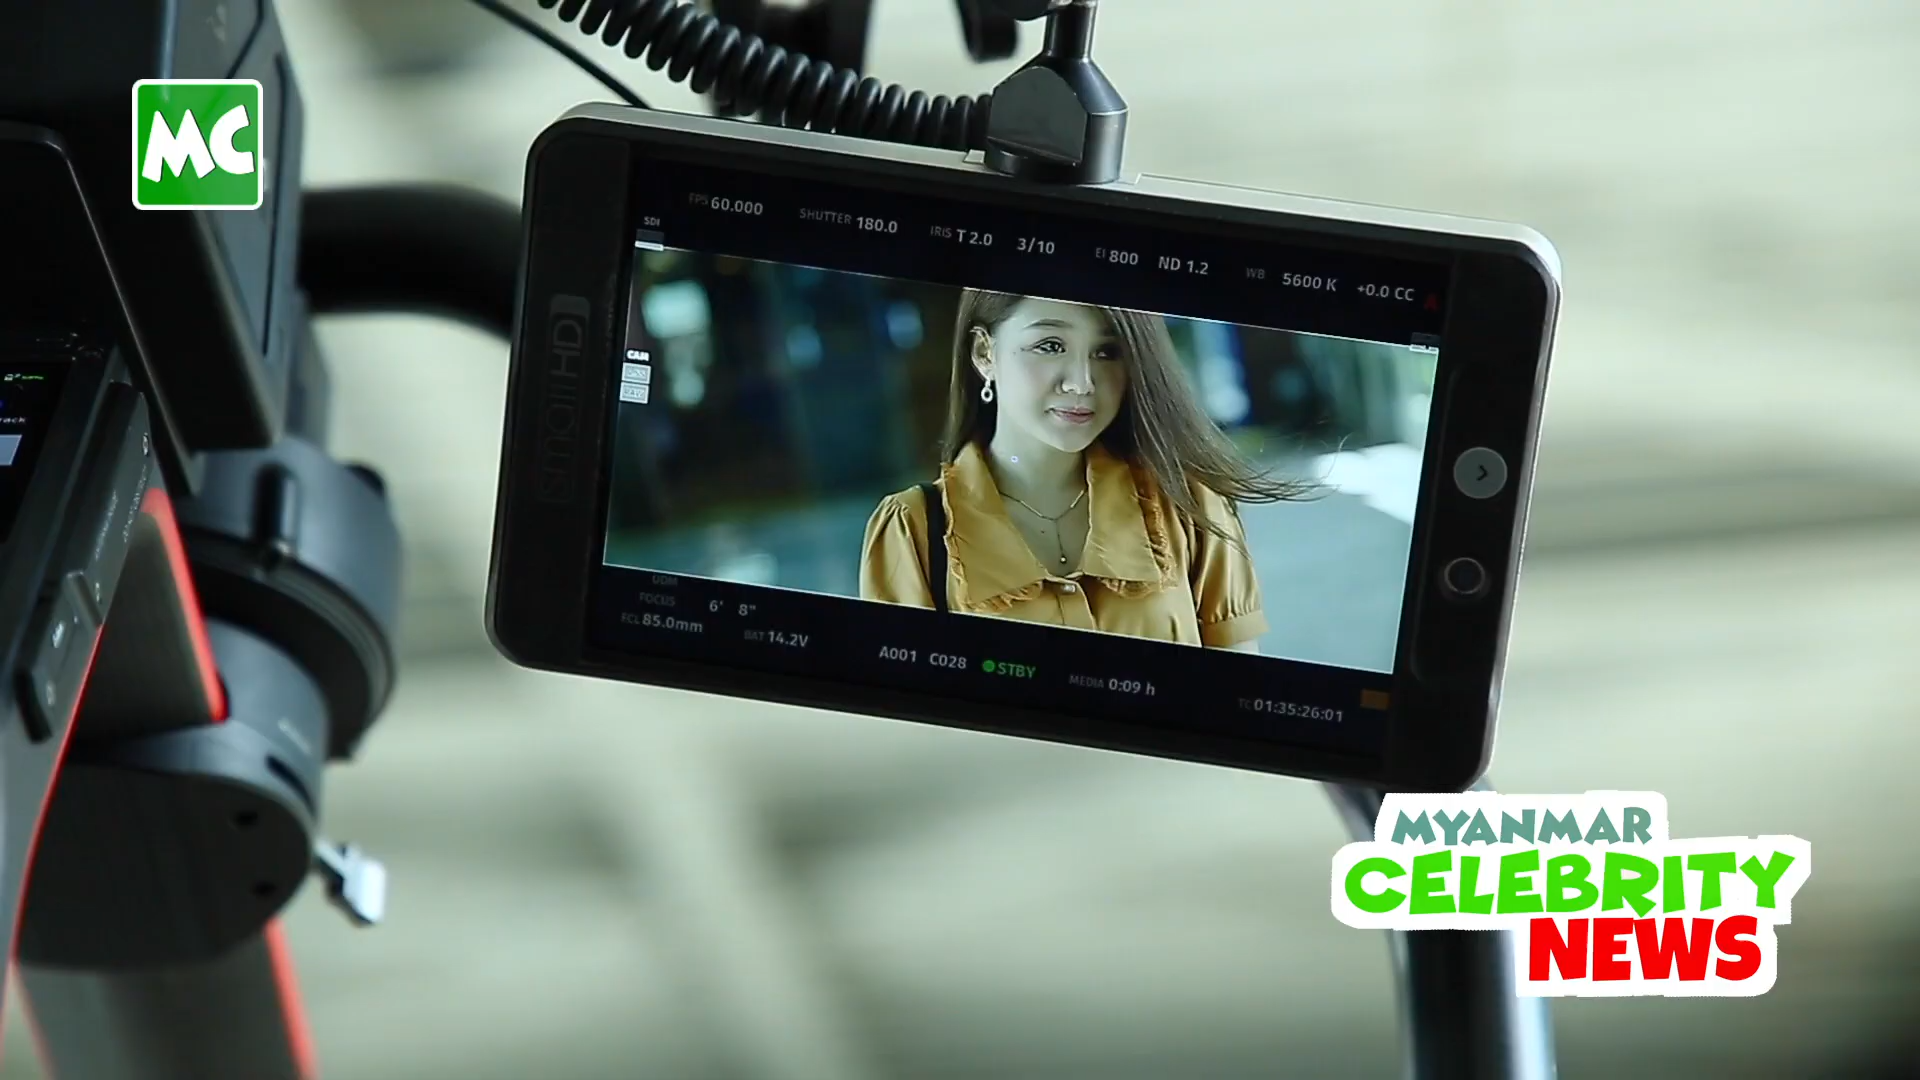 MC
FPS 60.000 SHUTTER 180.0 IRIS T 2.0 3/10 EI 800 ND 1.2 WB 5600 K +0.0 CC
SDI
CAM
smallHD
UDM
FOCUS 6' 8"
FCL 85.0mm BAT 14.2V A001 C028 STBY MEDIA 0:09 h TC 01:35:26:01
MYANMAR
CELEBRITY
NEWS